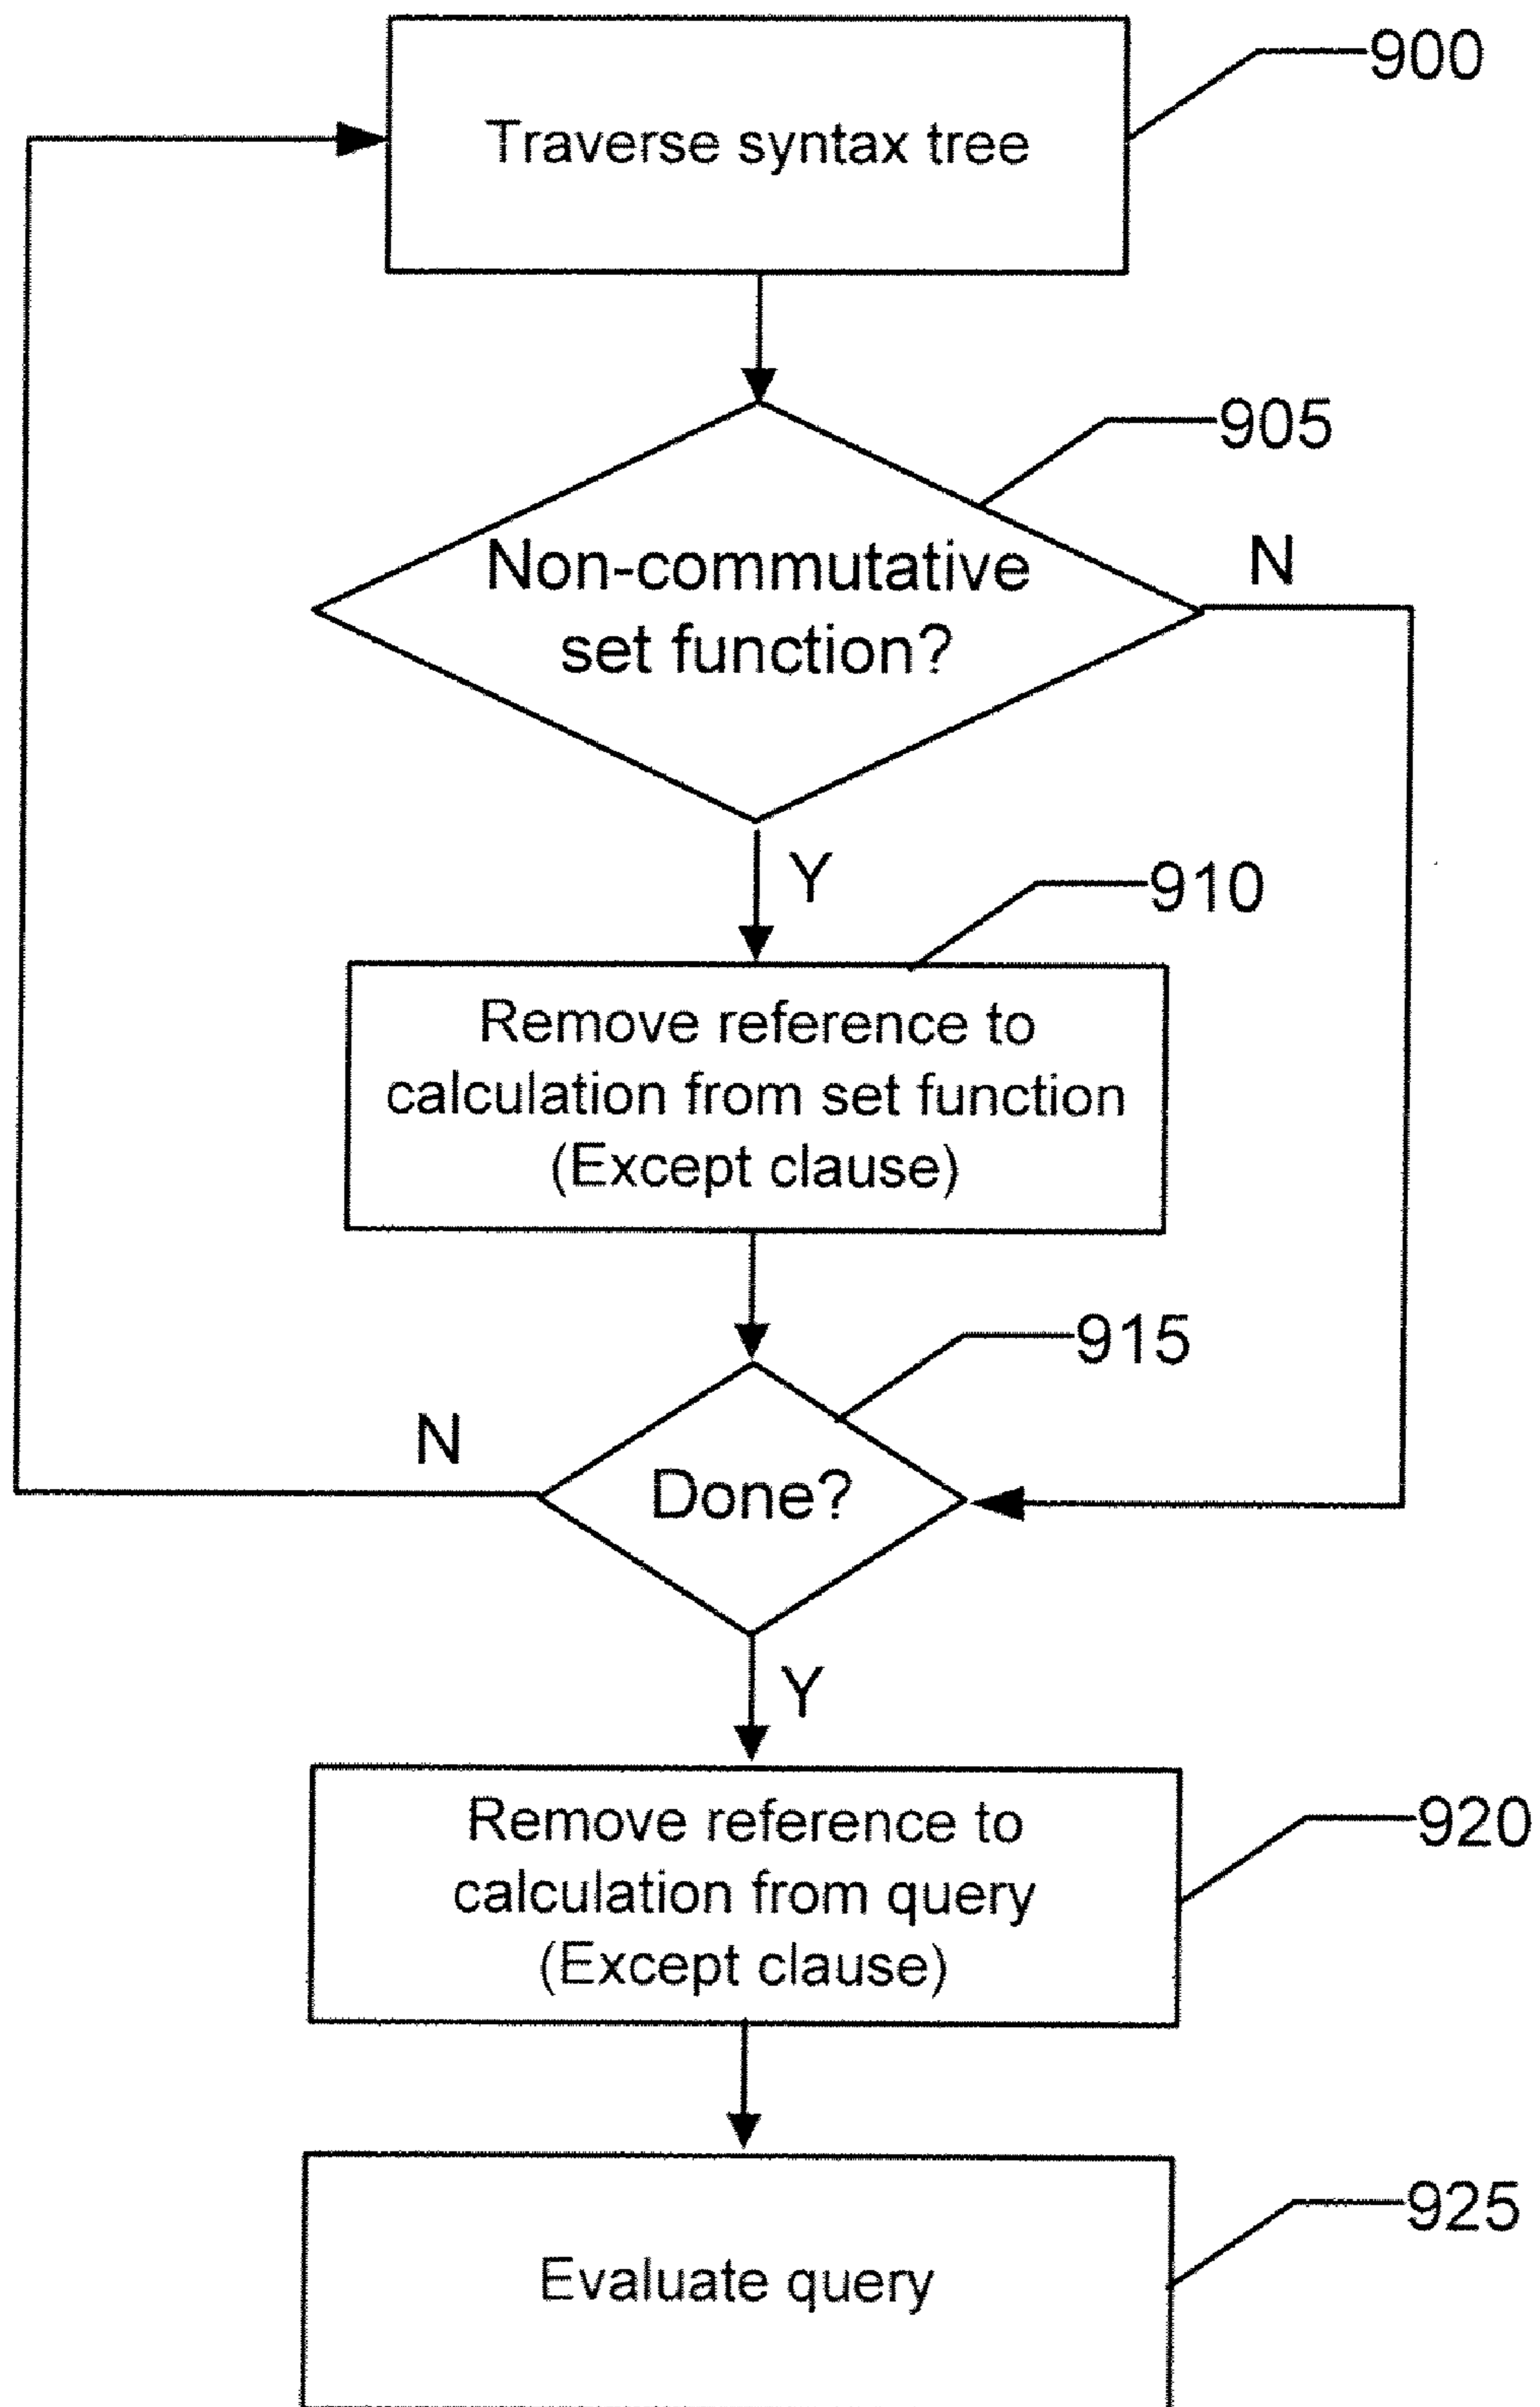 900
Traverse syntax tree
905
Non-commutative
set function?
N
Y
910
Remove reference to
calculation from set function
(Except clause)
915
N
Done?
Y
Remove reference to
calculation from query
(Except clause)
920
925
Evaluate query